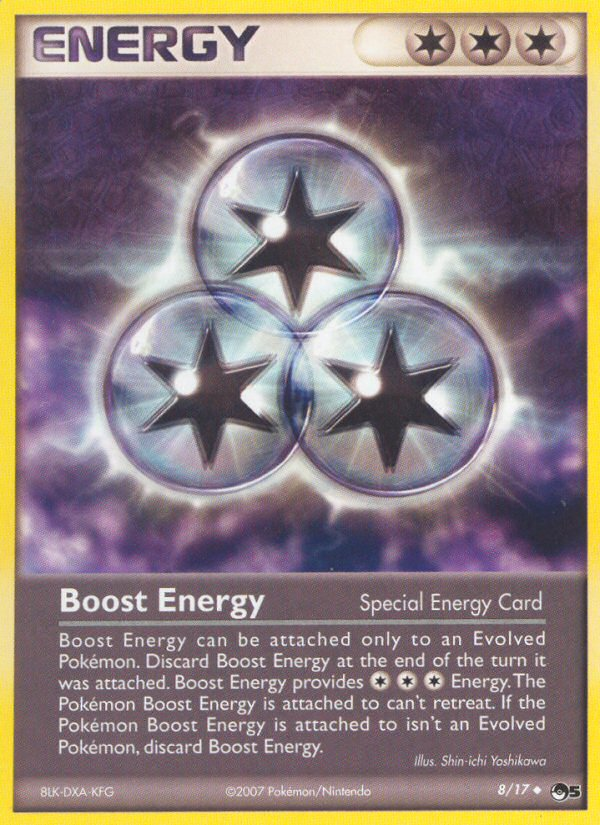 ENERGY
Boost Energy Special Energy Card
Boost Energy can be attached only to an Evolved
Pokémon. Discard Boost Energy at the end of the turn it
was attached. Boost Energy provides Energy. The
Pokémon Boost Energy is attached to can't retreat. If the
Pokémon Boost Energy is attached to isn't an Evolved
Pokémon, discard Boost Energy.
Illus. Shin-ichi Yoshikawa
8LK-DXA-KFG ©2007 Pokémon/Nintendo 8/17 5